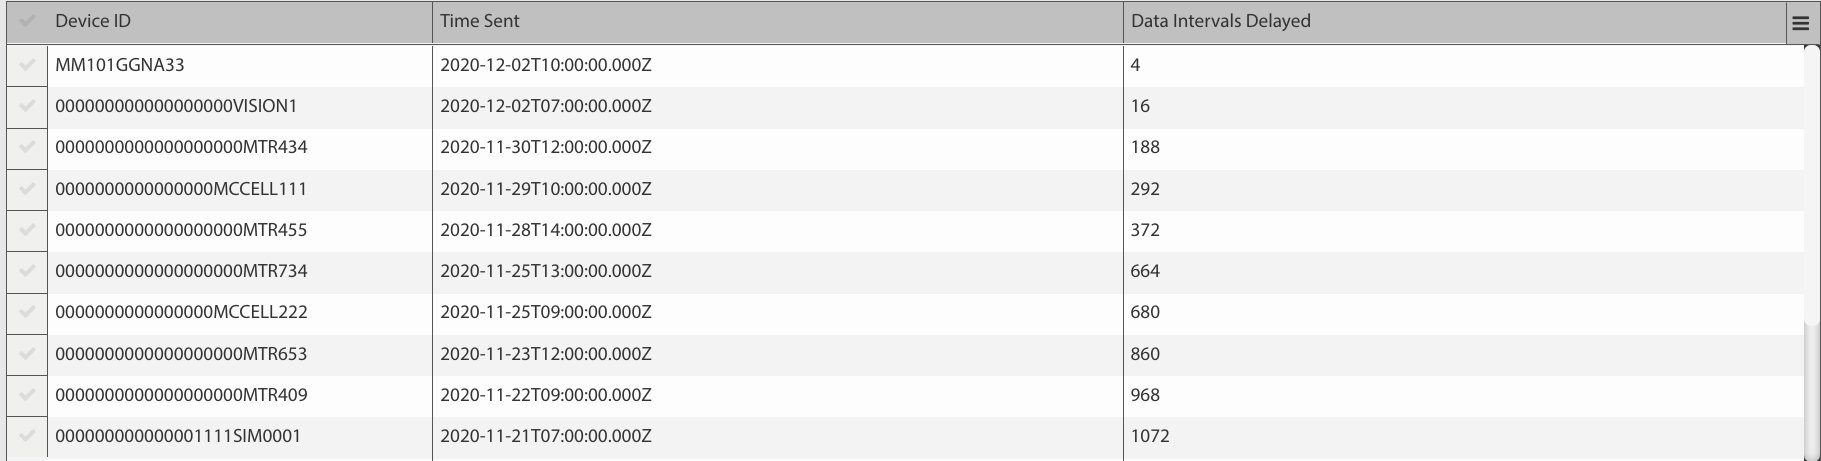 Device ID Time Sent Data Intervals Delayed
MM101GGNA33 2020-12-02T10:00:00.000Z 4
000000000000000000VISION1 2020-12-02T07:00:00.000Z 16
0000000000000000000MTR434 2020-11-30T12:00:00.000Z 188
0000000000000000MCCELL111 2020-11-29T10:00:00.000Z 292
0000000000000000000MTR455 2020-11-28T14:00:00.000Z 372
0000000000000000000MTR734 2020-11-25T13:00:00.000Z 664
0000000000000000MCCELL222 2020-11-25T09:00:00.000Z 680
0000000000000000000MTR653 2020-11-23T12:00:00.000Z 860
0000000000000000000MTR409 2020-11-22T09:00:00.000Z 968
000000000000001111SIM0001 2020-11-21T07:00:00.000Z 1072